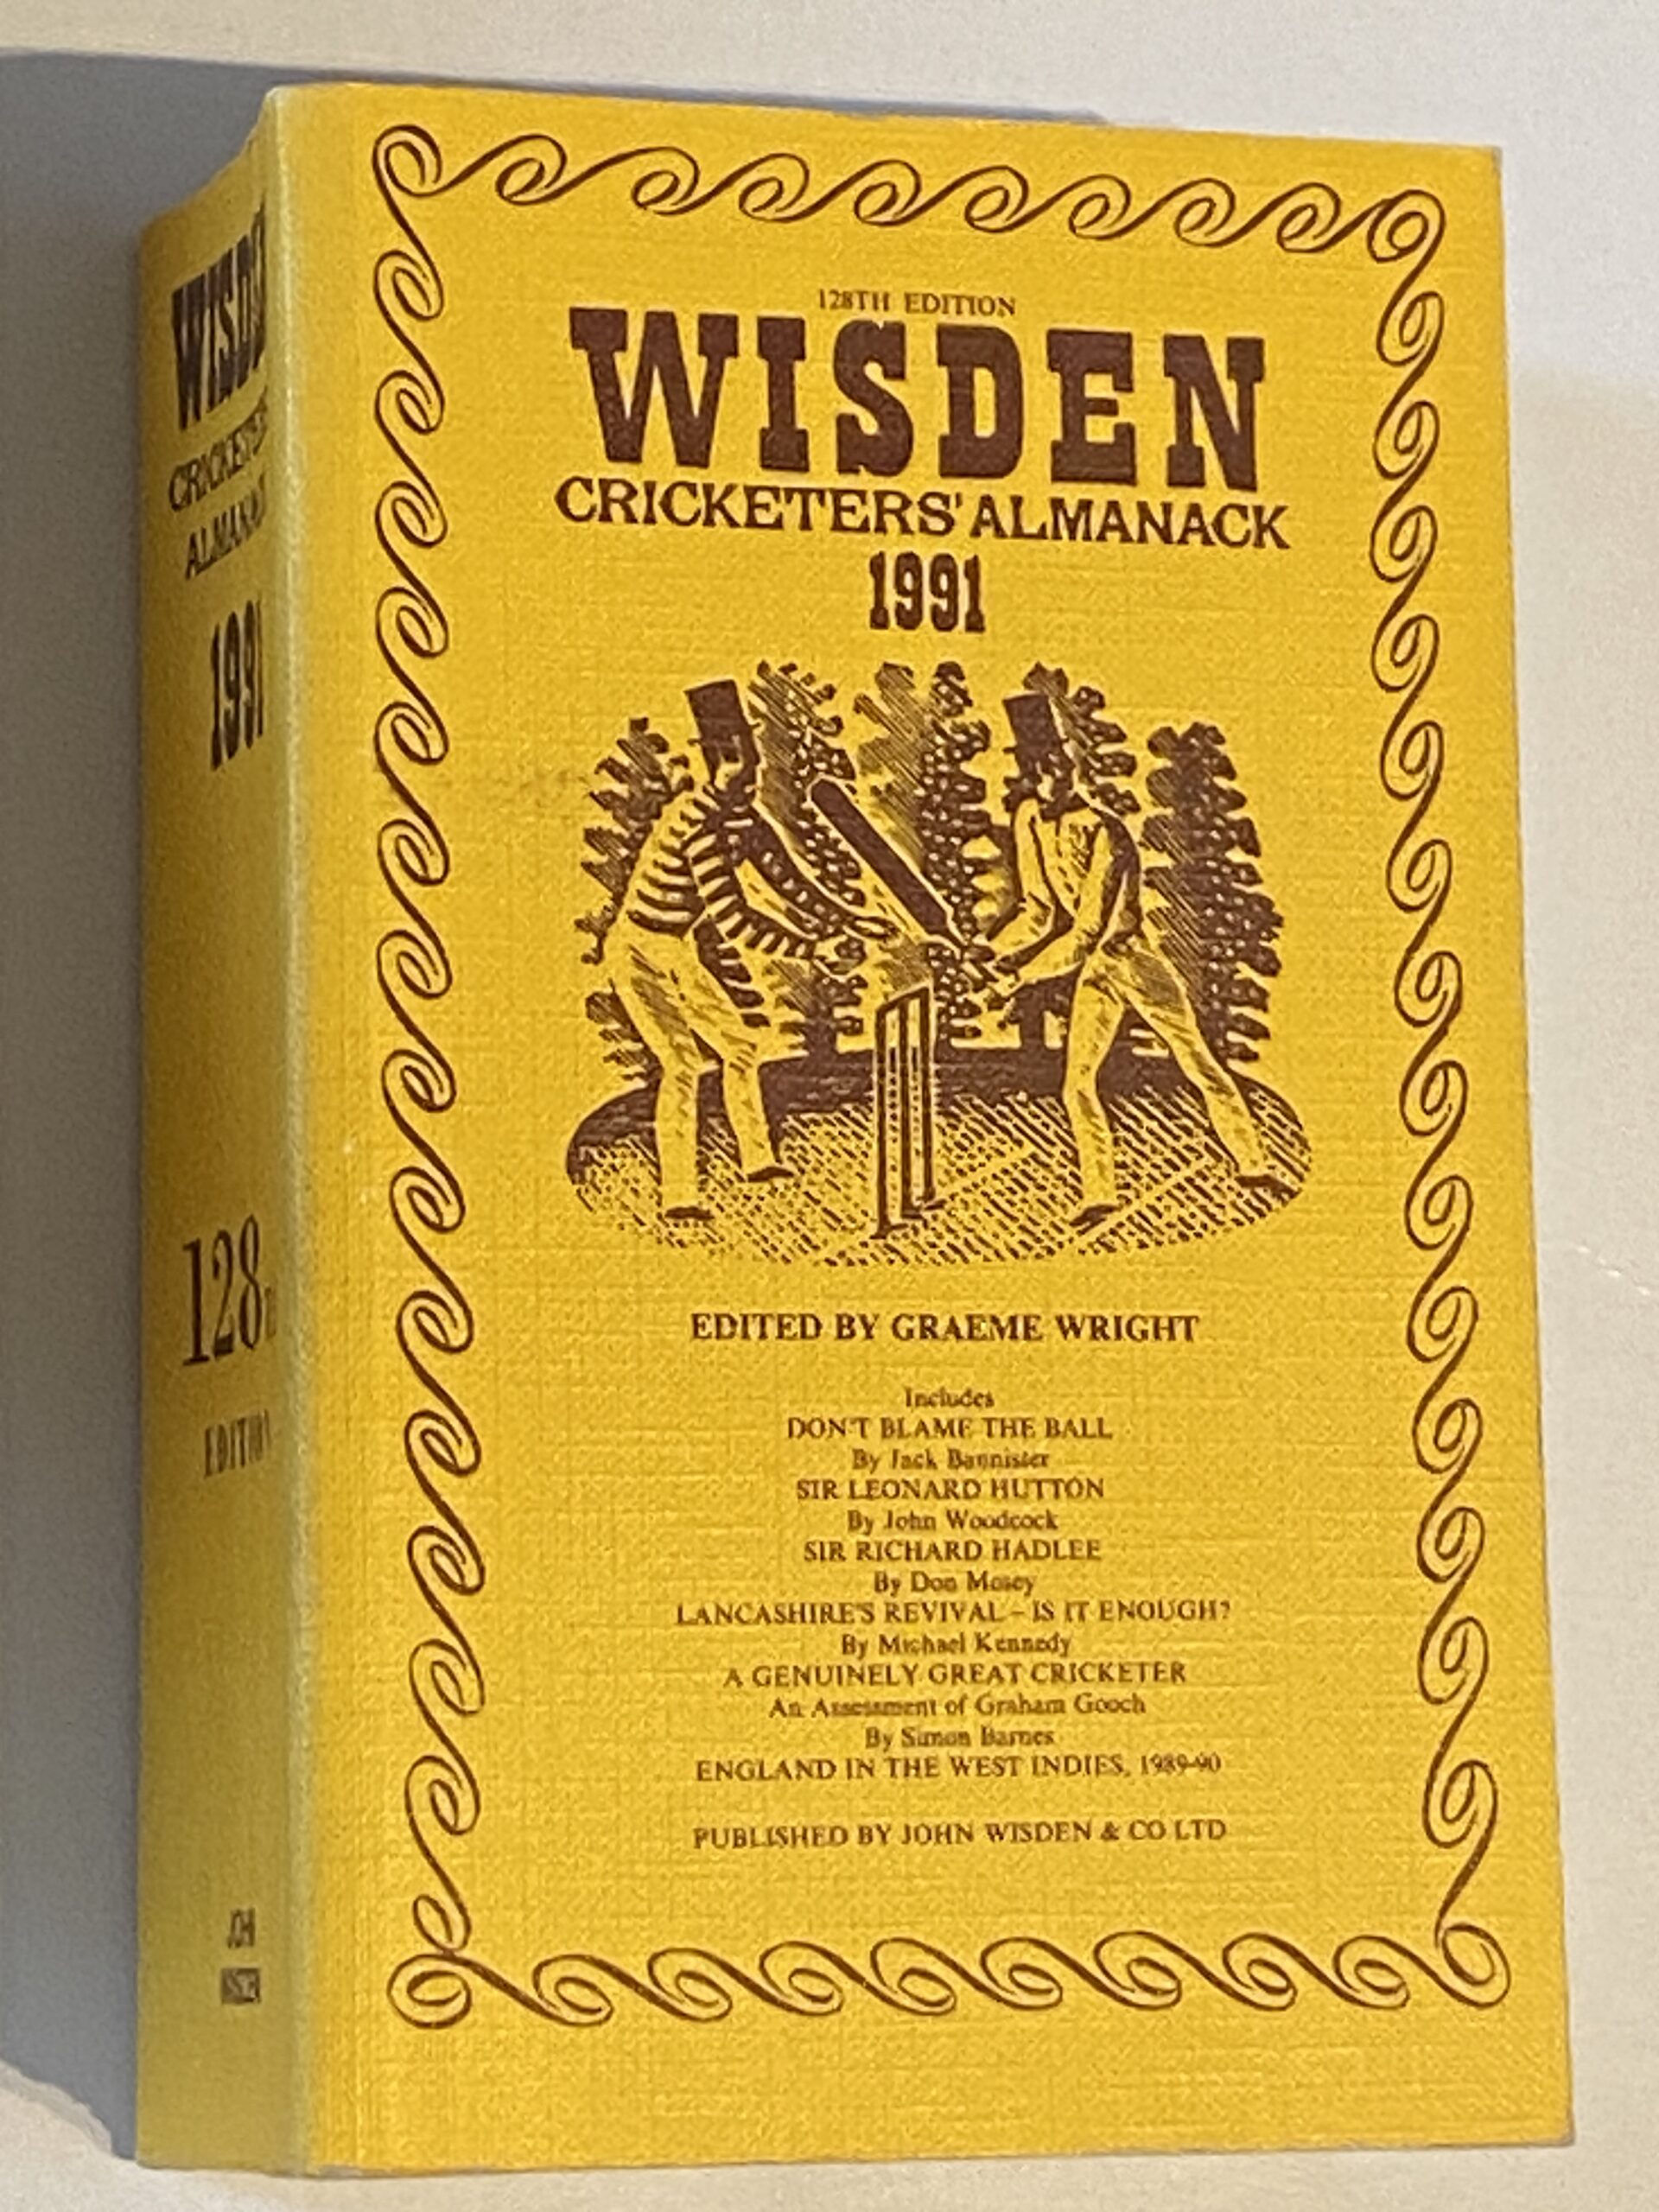 WISDEN
CRICKETERS'
ALMANACK
1991
128TH
EDITION
JOHN
WISDEN
128TH EDITION
WISDEN
CRICKETERS' ALMANACK
1991
EDITED BY GRAEME WRIGHT
Includes
DON'T BLAME THE BALL
By Jack Bannister
SIR LEONARD HUTTON
By John Woodcock
SIR RICHARD HADLEE
By Don Mosey
LANCASHIRE'S REVIVAL – IS IT ENOUGH?
By Michael Kennedy
A GENUINELY GREAT CRICKETER
An Assessment of Graham Gooch
By Simon Barnes
ENGLAND IN THE WEST INDIES, 1989-90
PUBLISHED BY JOHN WISDEN & CO LTD